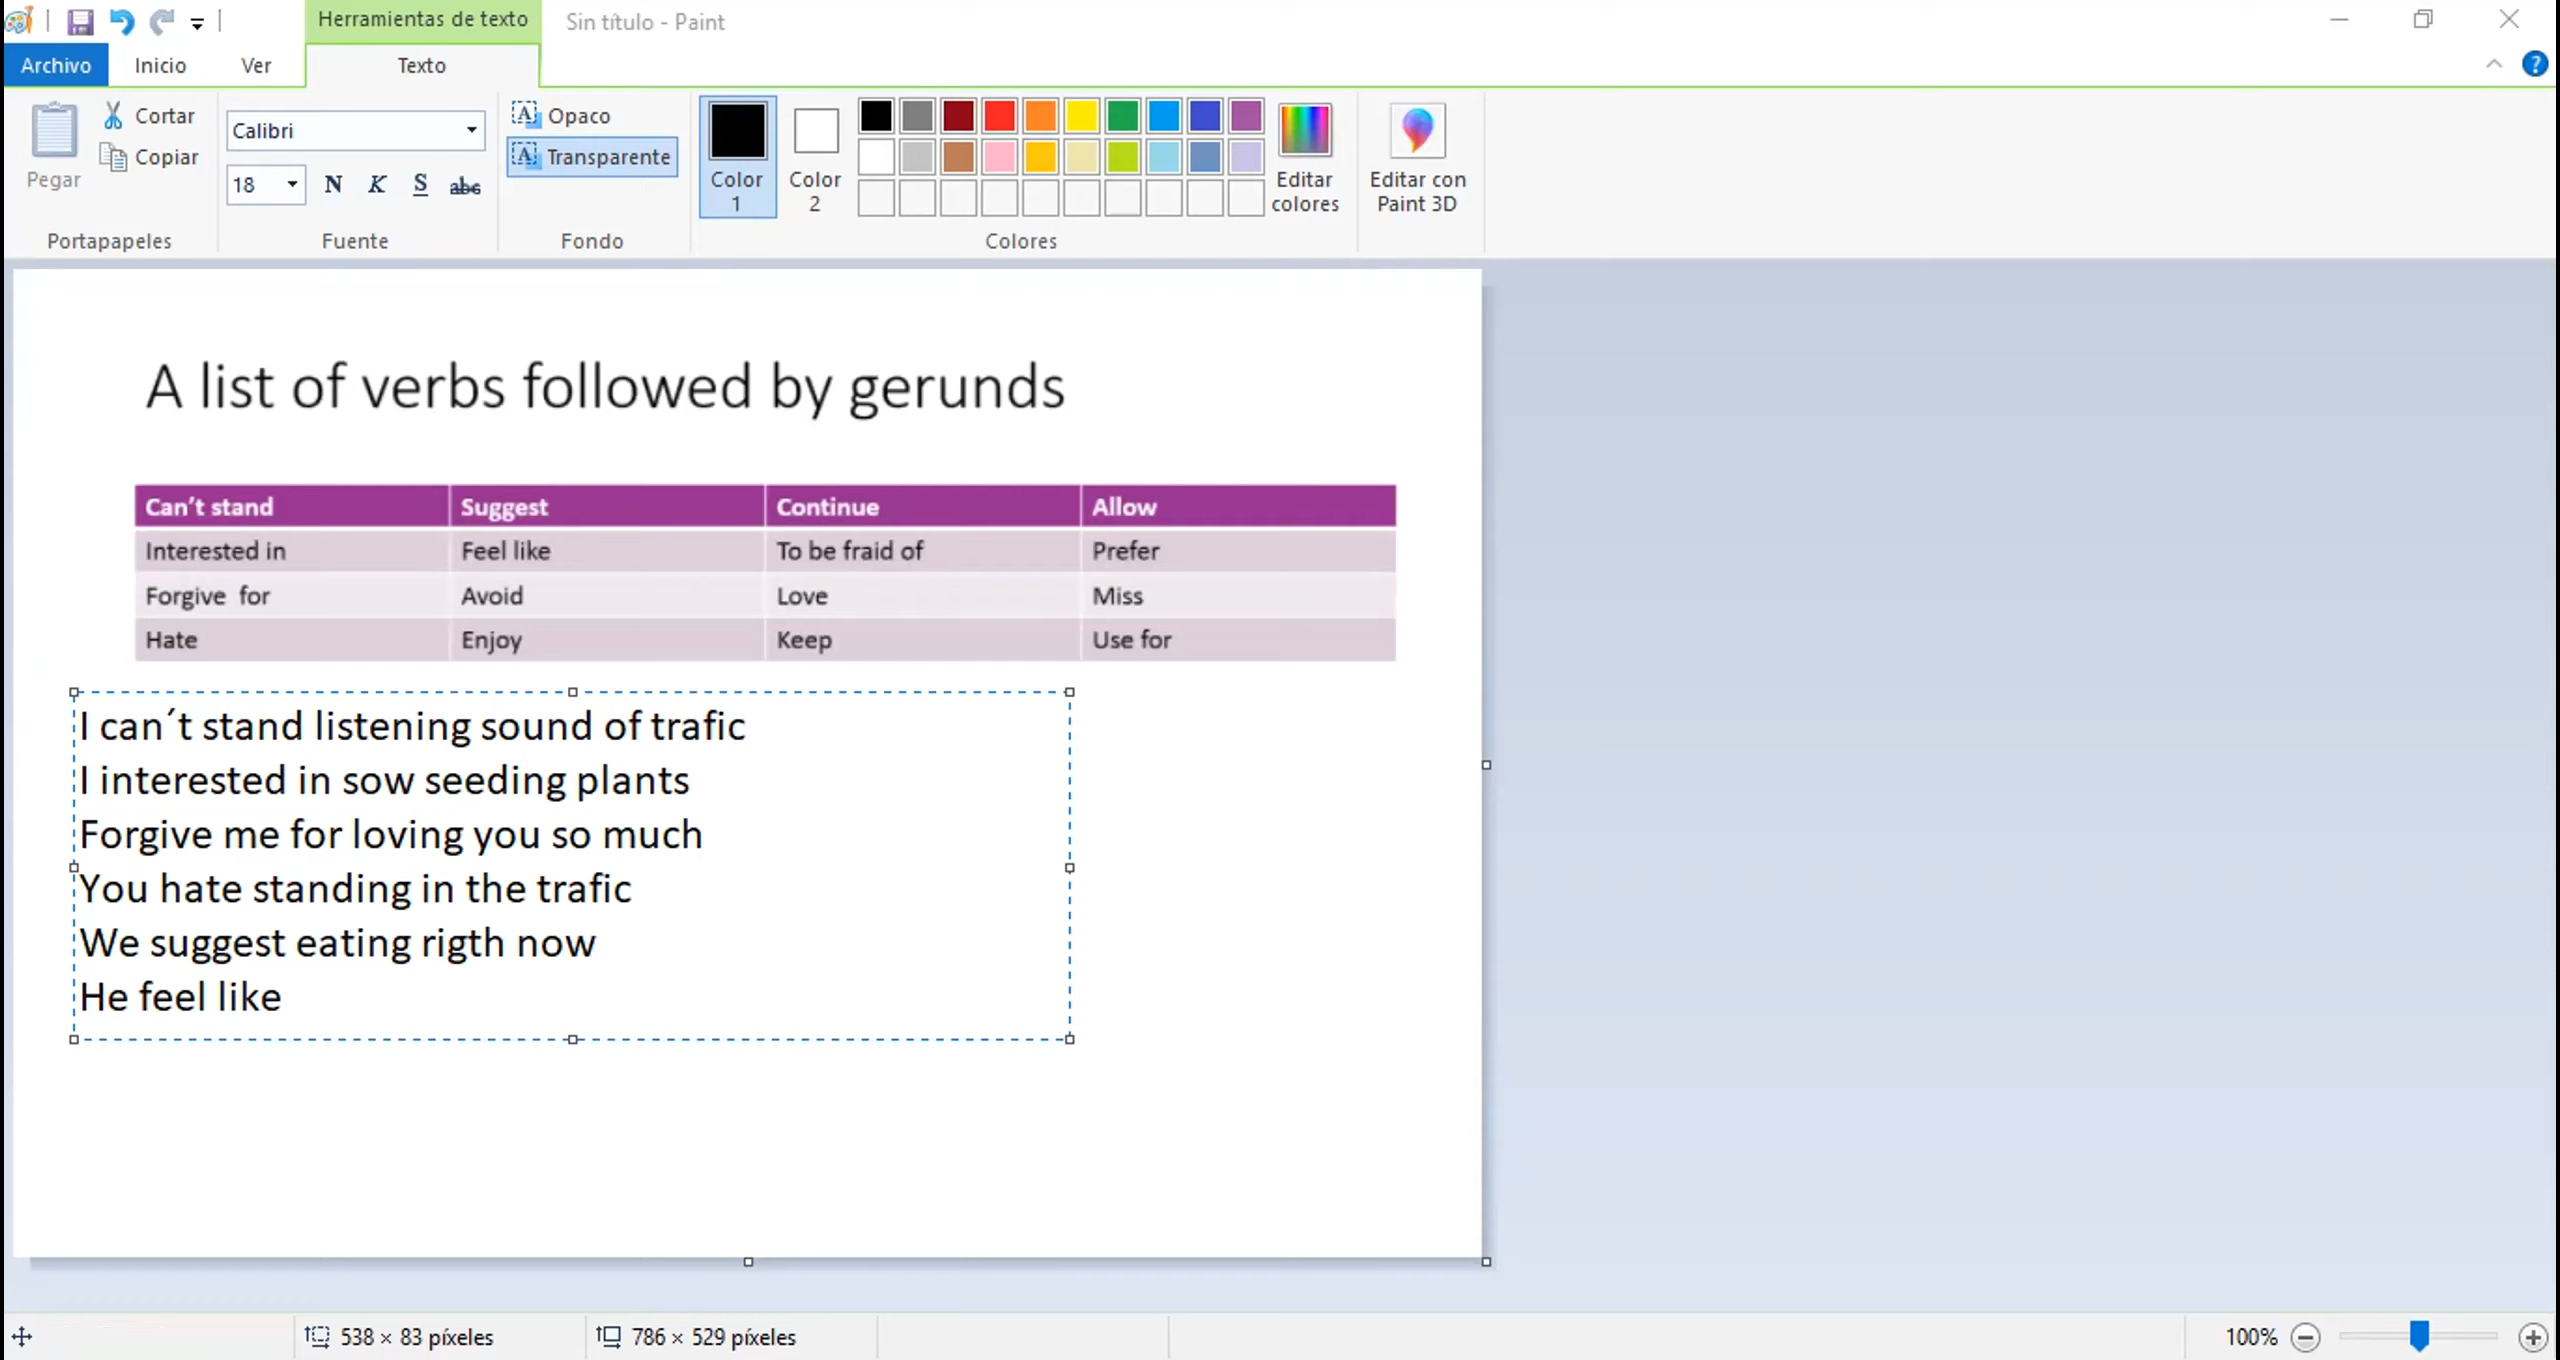 Herramientas de texto
Sin título - Paint
Archivo Inicio Ver Texto
Pegar
Cortar
Copiar
Portapapeles
Calibri
18 N K S abc
Fuente
Opaco
Transparente
Fondo
Color 1
Color 2
Editar colores
Colores
Editar con Paint 3D
A list of verbs followed by gerunds
Can't stand Suggest Continue Allow
Interested in Feel like To be fraid of Prefer
Forgive for Avoid Love Miss
Hate Enjoy Keep Use for
I can´t stand listening sound of trafic
I interested in sow seeding plants
Forgive me for loving you so much
You hate standing in the trafic
We suggest eating rigth now
He feel like
538 × 83 píxeles 786 × 529 píxeles 100%